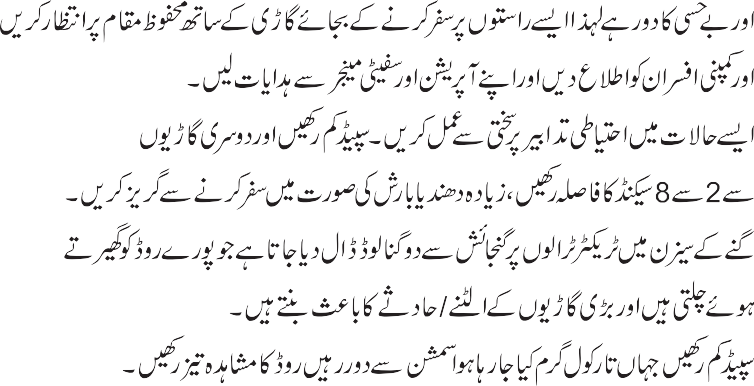 اور بے حسی کا دور ہے لہذا ایسے راستوں پر سفر کرنے کے بجائے گاڑی کے ساتھ محفوظ مقام پر انتظار کریں
اور کمپنی افسران کو اطلاع دیں اور اپنے آپریشن اور سفیٹی مینجر سے ہدایات لیں۔
ایسے حالات میں احتیاطی تدابیر پر سختی سے عمل کریں۔ سپیڈ کم رکھیں اور دوسری گاڑیوں
سے 2 سے 8 سیکنڈ کا فاصلہ رکھیں، زیادہ دھند یا بارش کی صورت میں سفر کرنے سے گریز کریں۔
گنے کے سیزن میں ٹریکٹر ٹرالوں پر گنجائش سے دو گنا لوڈ ڈال دیا جاتا ہے جو پورے روڈ کو گھیرتے
ہوئے چلتی ہیں اور بڑی گاڑیوں کے الٹنے/حادثے کا باعث بنتے ہیں۔
سپیڈ کم رکھیں جہاں تارکول گرم کیا جا رہا ہو اسمشن سے دور رہیں روڈ کا مشاہدہ تیز رکھیں۔